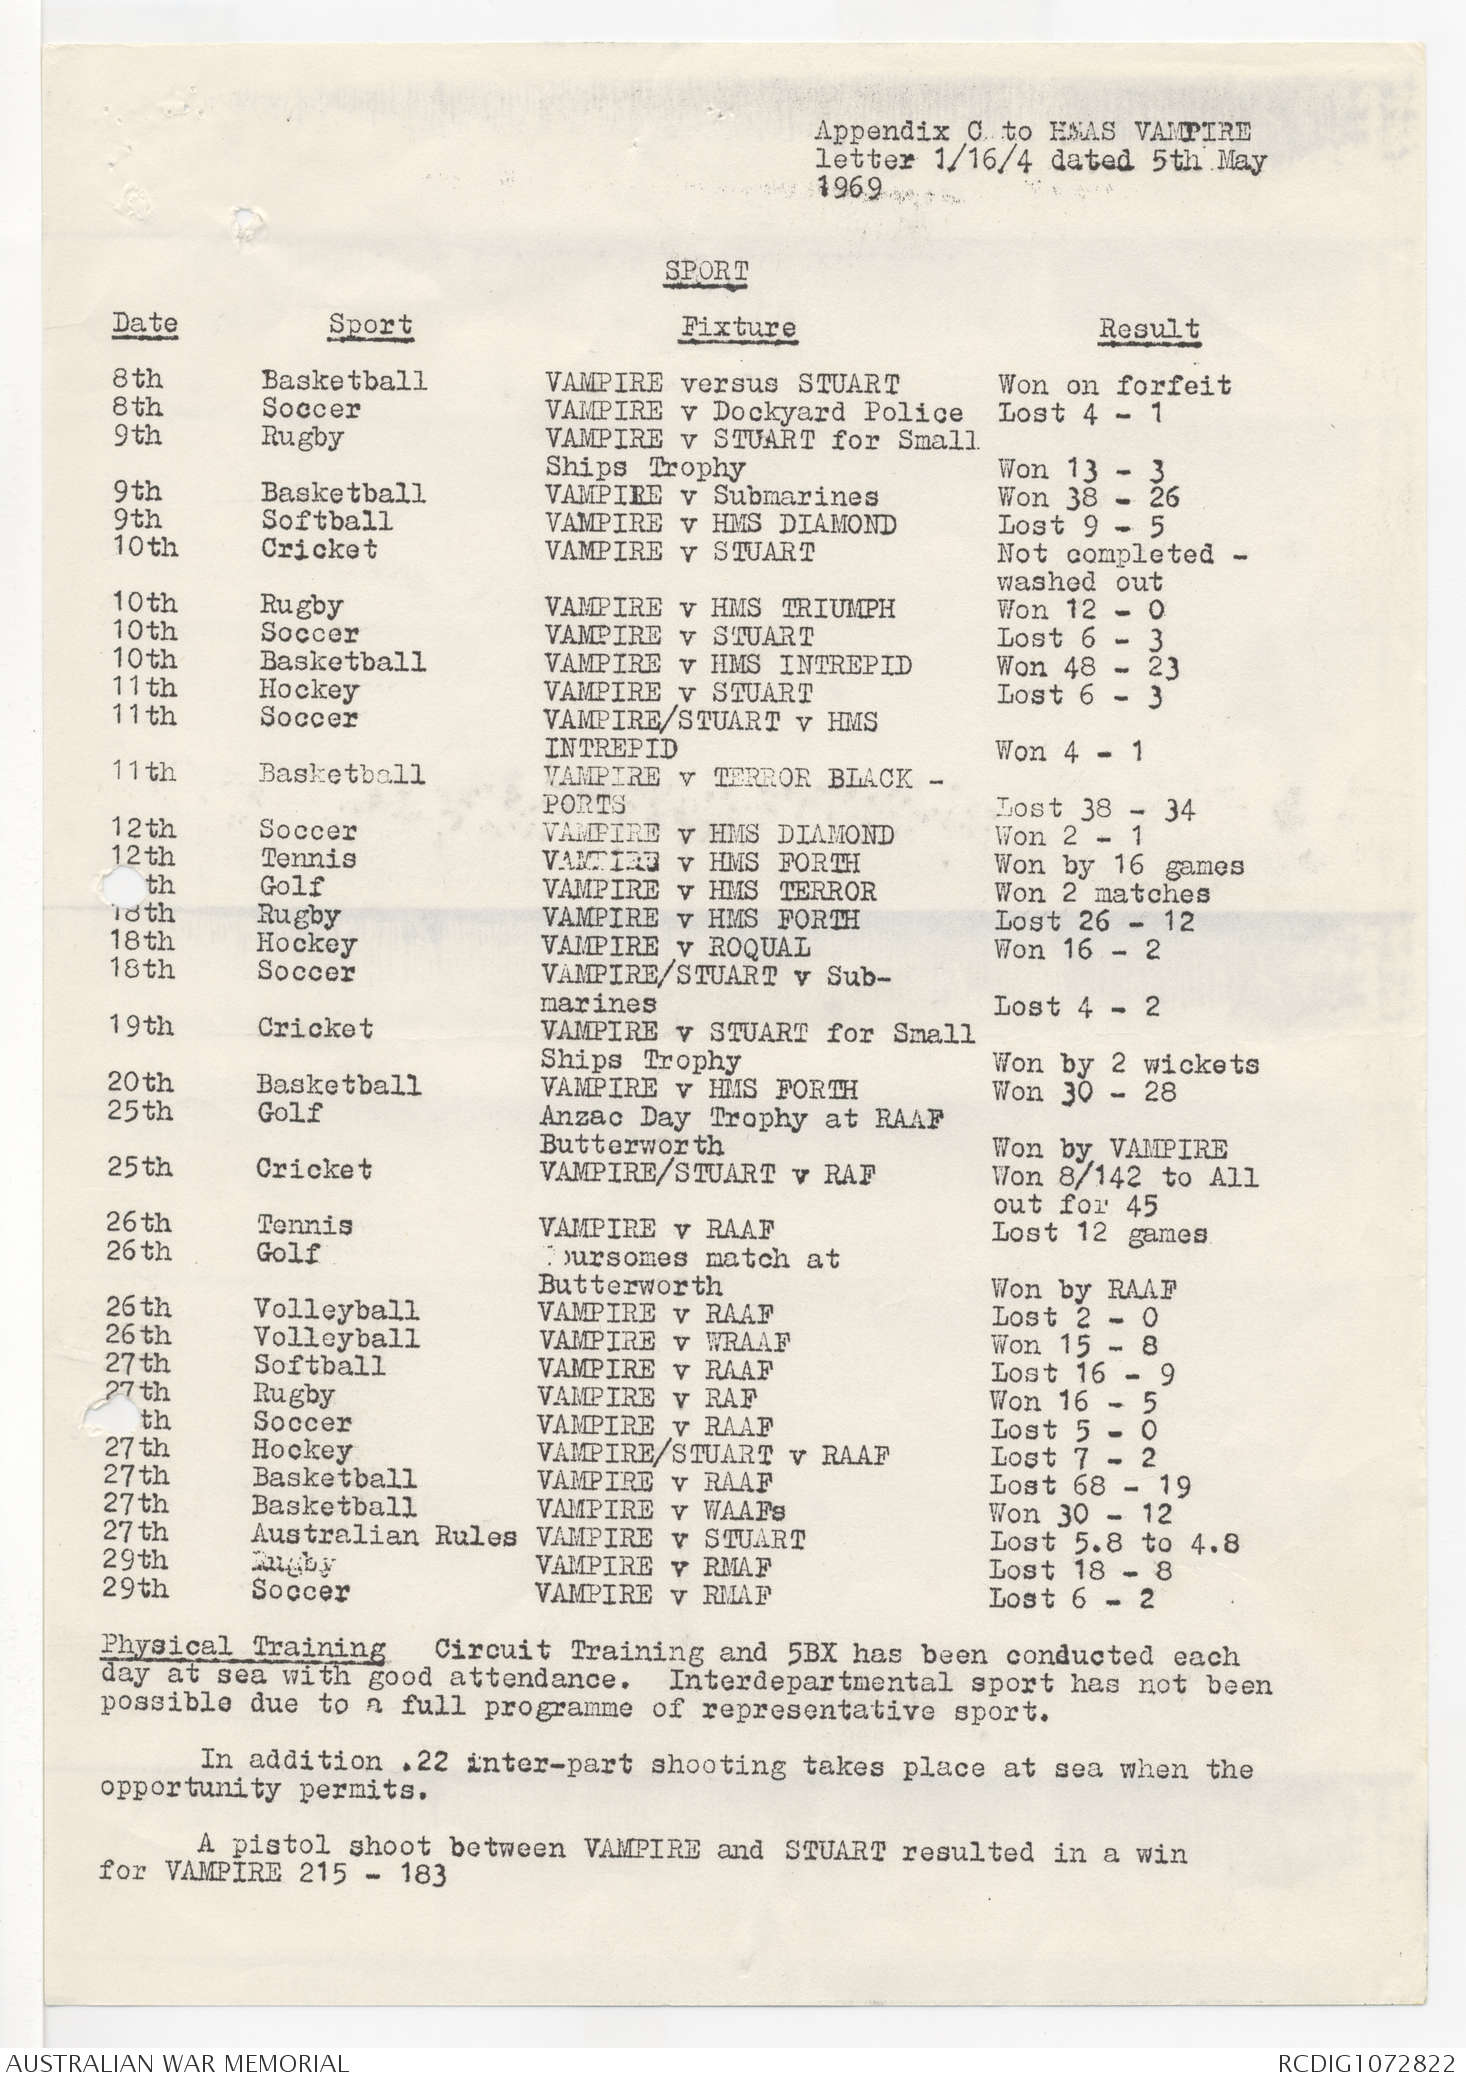 Appendix C to HMAS VAMPIRE
letter 1/16/4 dated 5th May
1969
SPORT
Date Sport Fixture Result
8th Basketball VAMPIRE versus STUART Won on forfeit
8th Soccer VAMPIRE v Dockyard Police Lost 4 - 1
9th Rugby VAMPIRE v STUART for Small
Ships Trophy Won 13 - 3
9th Basketball VAMPIRE v Submarines Won 38 - 26
9th Softball VAMPIRE v HMS DIAMOND Lost 9 - 5
10th Cricket VAMPIRE v STUART Not completed -
washed out
10th Rugby VAMPIRE v HMS TRIUMPH Won 12 - 0
10th Soccer VAMPIRE v STUART Lost 6 - 3
10th Basketball VAMPIRE v HMS INTREPID Won 48 - 23
11th Hockey VAMPIRE v STUART Lost 6 - 3
11th Soccer VAMPIRE/STUART v HMS
INTREPID Won 4 - 1
11th Basketball VAMPIRE v TERROR BLACK -
PORTS Lost 38 - 34
12th Soccer VAMPIRE v HMS DIAMOND Won 2 - 1
12th Tennis VAMPIRE v HMS FORTH Won by 16 games
th Golf VAMPIRE v HMS TERROR Won 2 matches
18th Rugby VAMPIRE v HMS FORTH Lost 26 - 12
18th Hockey VAMPIRE v ROQUAL Won 16 - 2
18th Soccer VAMPIRE/STUART v Sub-
marines Lost 4 - 2
19th Cricket VAMPIRE v STUART for Small
Ships Trophy Won by 2 wickets
20th Basketball VAMPIRE v HMS FORTH Won 30 - 28
25th Golf Anzac Day Trophy at RAAF
Butterworth Won by VAMPIRE
25th Cricket VAMPIRE/STUART v RAF Won 8/142 to All
out for 45
26th Tennis VAMPIRE v RAAF Lost 12 games
26th Golf Foursomes match at
Butterworth Won by RAAF
26th Volleyball VAMPIRE v RAAF Lost 2 - 0
26th Volleyball VAMPIRE v WRAAF Won 15 - 8
27th Softball VAMPIRE v RAAF Lost 16 - 9
27th Rugby VAMPIRE v RAF Won 16 - 5
th Soccer VAMPIRE v RAAF Lost 5 - 0
27th Hockey VAMPIRE/STUART v RAAF Lost 7 - 2
27th Basketball VAMPIRE v RAAF Lost 68 - 19
27th Basketball VAMPIRE v WAAFs Won 30 - 12
27th Australian Rules VAMPIRE v STUART Lost 5.8 to 4.8
29th Rugby VAMPIRE v RMAF Lost 18 - 8
29th Soccer VAMPIRE v RMAF Lost 6 - 2
Physical Training Circuit Training and 5BX has been conducted each
day at sea with good attendance. Interdepartmental sport has not been
possible due to a full programme of representative sport.
In addition .22 inter-part shooting takes place at sea when the
opportunity permits.
A pistol shoot between VAMPIRE and STUART resulted in a win
for VAMPIRE 215 - 183
AUSTRALIAN WAR MEMORIAL RCDIG1072822